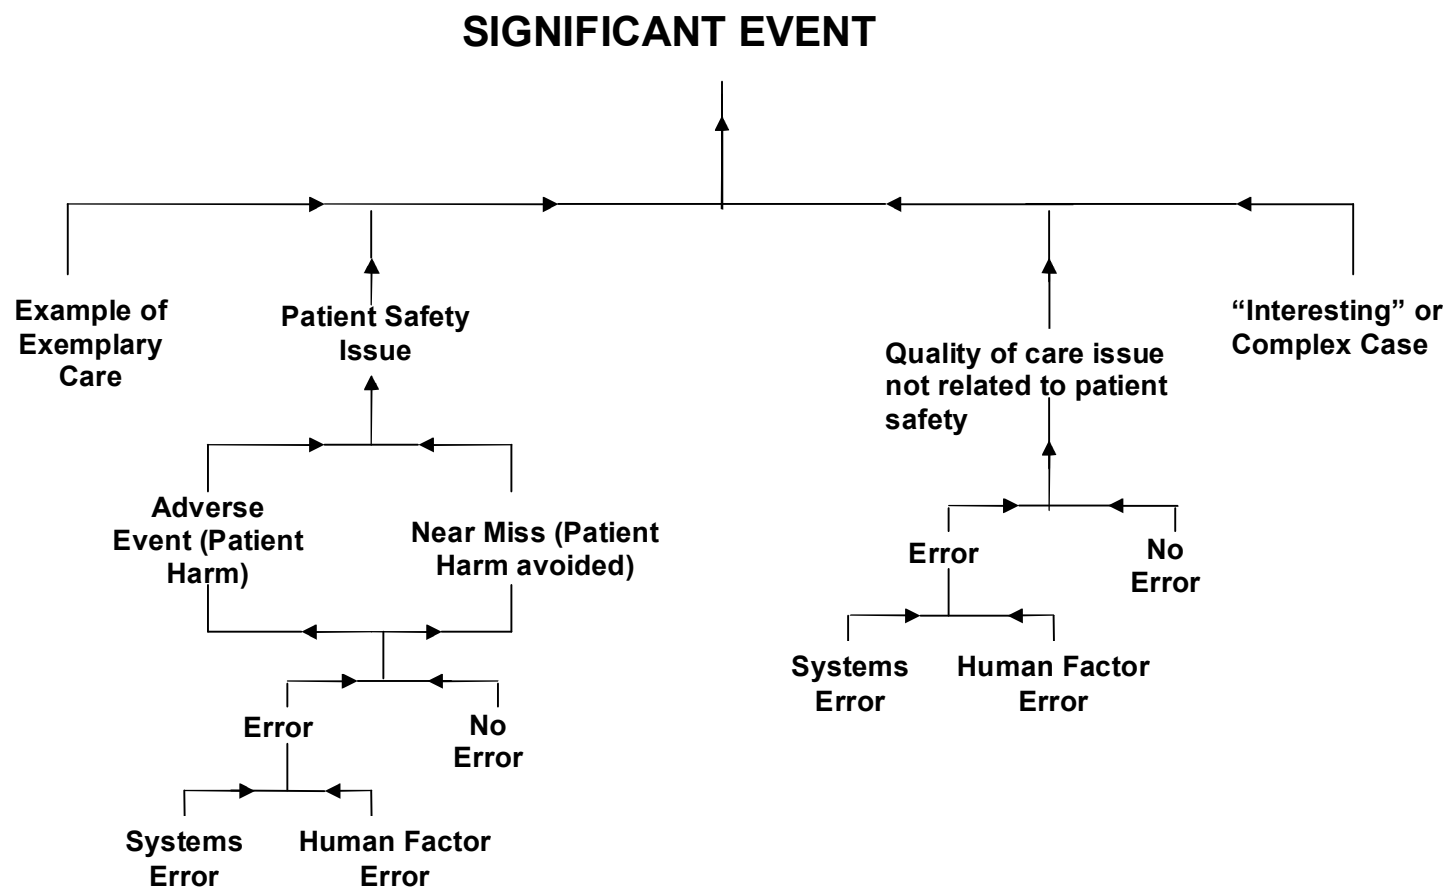 SIGNIFICANT EVENT
Example of
Exemplary
Care
Patient Safety
Issue
Quality of care issue
not related to patient
safety
“Interesting” or
Complex Case
Adverse
Event (Patient
Harm)
Near Miss (Patient
Harm avoided)
Error
No
Error
Systems
Error
Human Factor
Error
Error
No
Error
Systems
Error
Human Factor
Error